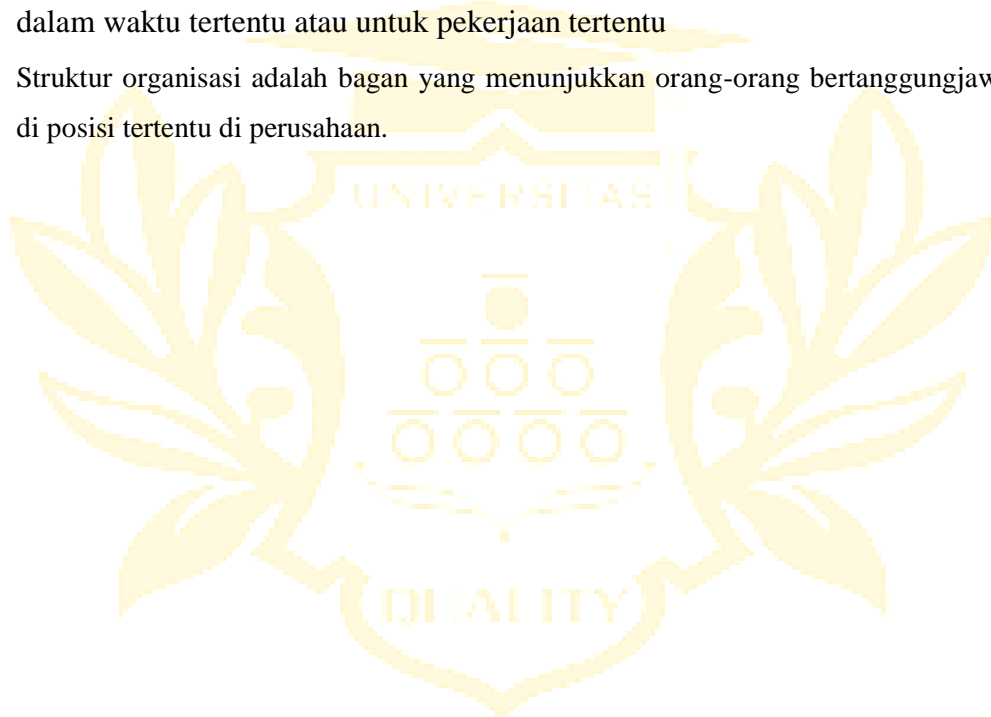 dalam waktu tertentu atau untuk pekerjaan tertentu
Struktur organisasi adalah bagan yang menunjukkan orang-orang bertanggungjaw
di posisi tertentu di perusahaan.
UNIVERSITAS
QUALITY